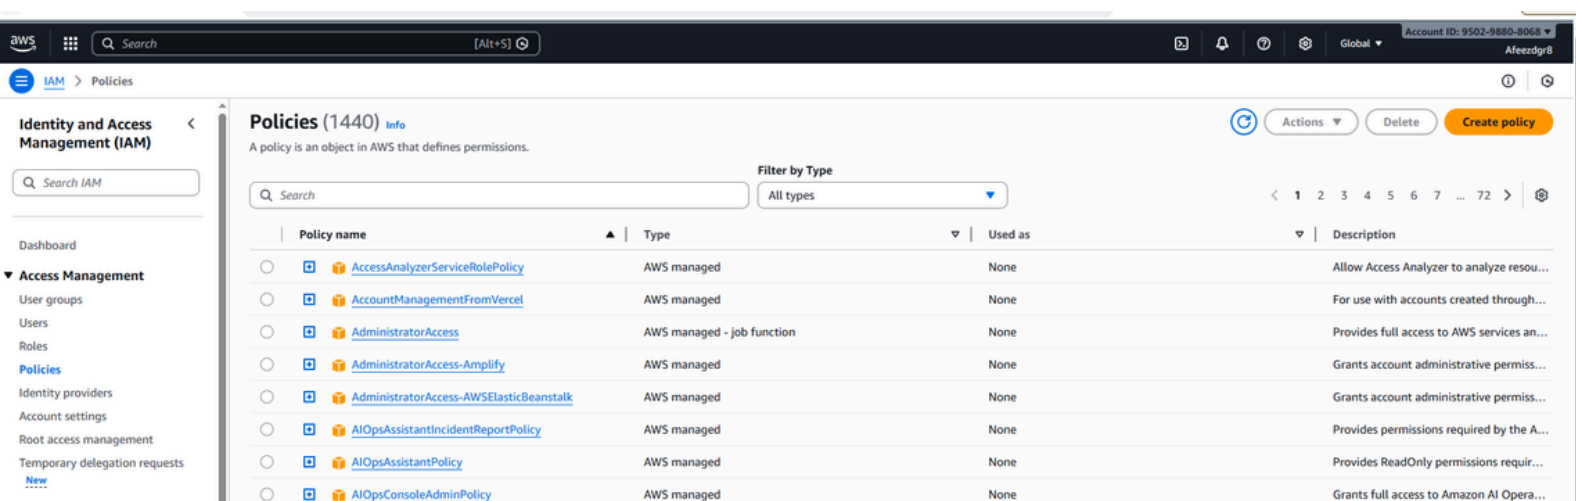 aws Search [Alt+S] Global ▼ Account ID: 9502-9880-8068 ▼
Afeezdgr8
IAM > Policies
Identity and Access
Management (IAM)
Search IAM
Dashboard
Access Management
User groups
Users
Roles
Policies
Identity providers
Account settings
Root access management
Temporary delegation requests
New
Policies (1440) Info
A policy is an object in AWS that defines permissions.
Actions ▼ Delete Create policy
Filter by Type
Search All types 1 2 3 4 5 6 7 ... 72
Policy name Type Used as Description
AccessAnalyzerServiceRolePolicy AWS managed None Allow Access Analyzer to analyze resou...
AccountManagementFromVercel AWS managed None For use with accounts created through...
AdministratorAccess AWS managed - job function None Provides full access to AWS services an...
AdministratorAccess-Amplify AWS managed None Grants account administrative permiss...
AdministratorAccess-AWSElasticBeanstalk AWS managed None Grants account administrative permiss...
AIOpsAssistantIncidentReportPolicy AWS managed None Provides permissions required by the A...
AIOpsAssistantPolicy AWS managed None Provides ReadOnly permissions requir...
AIOpsConsoleAdminPolicy AWS managed None Grants full access to Amazon AI Opera...